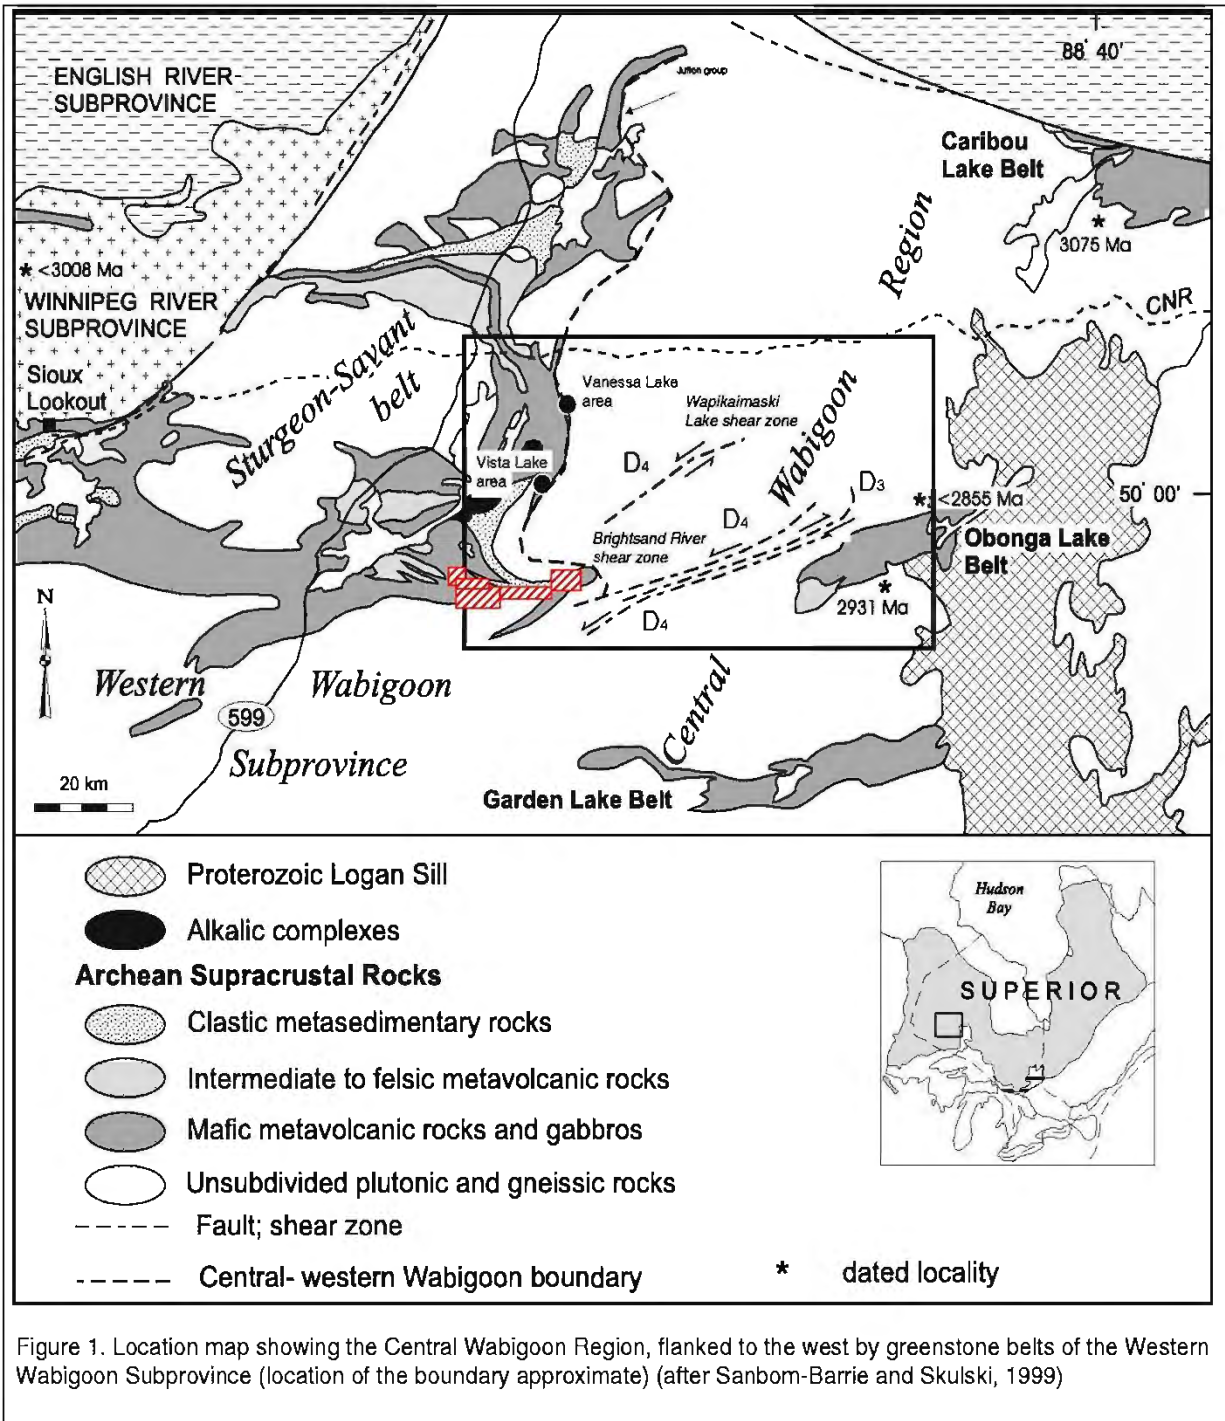 88° 40'
ENGLISH RIVER
SUBPROVINCE
Jutten group
Caribou
Lake Belt
3075 Ma
<3008 Ma
WINNIPEG RIVER
SUBPROVINCE
Region
CNR
Sioux
Lookout
Sturgeon-Savant
belt
Vanessa Lake
area
Wapikaimaski
Lake shear zone
Wabigoon
Vista Lake
area
D4
D3
D4
<2855 Ma
50° 00'
Brightsand River
shear zone
Obonga Lake
Belt
2931 Ma
D4
N
Western
Wabigoon
Subprovince
599
Central
20 km
Garden Lake Belt
Proterozoic Logan Sill
Alkalic complexes
Archean Supracrustal Rocks
Clastic metasedimentary rocks
Intermediate to felsic metavolcanic rocks
Mafic metavolcanic rocks and gabbros
Unsubdivided plutonic and gneissic rocks
Fault; shear zone
Central- western Wabigoon boundary
* dated locality
Hudson
Bay
SUPERIOR
Figure 1. Location map showing the Central Wabigoon Region, flanked to the west by greenstone belts of the Western
Wabigoon Subprovince (location of the boundary approximate) (after Sanbom-Barrie and Skulski, 1999)